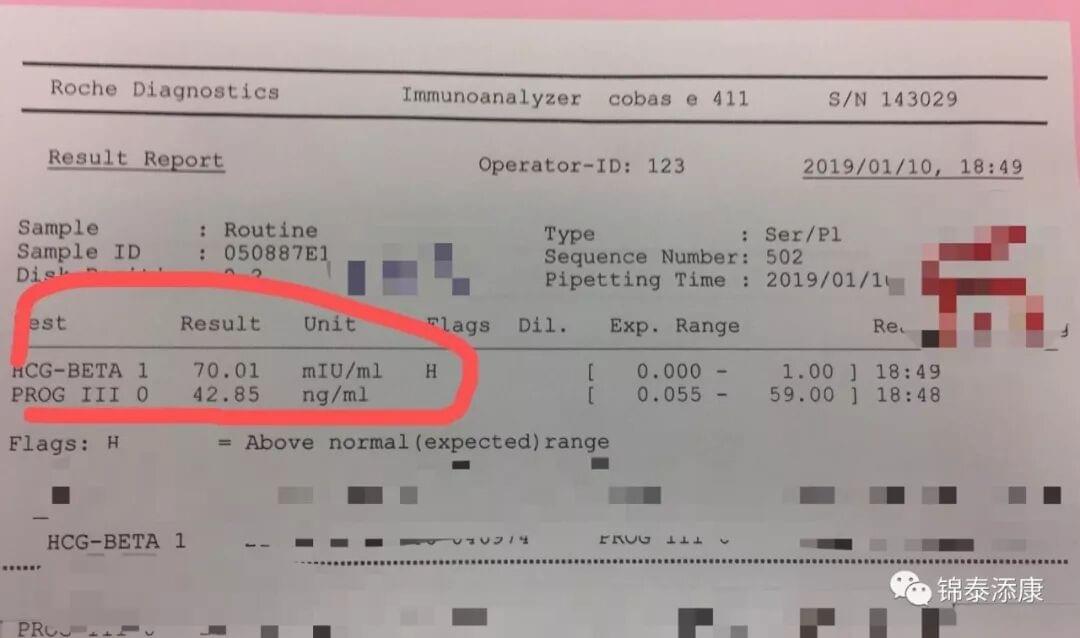 Roche Diagnostics Immunoanalyzer cobas e 411 S/N 143029
Result Report Operator-ID: 123 2019/01/10, 18:49
Sample : Routine Type : Ser/Pl
Sample ID : 050887E1 Sequence Number: 502
Disk Pipetting Time : 2019/01/1
Result Unit Flags Dil. Exp. Range
HCG-BETA 1 70.01 mIU/ml H [ 0.000 - 1.00 ] 18:49
PROG III 0 42.85 ng/ml [ 0.055 - 59.00 ] 18:48
Flags: H = Above normal(expected)range
HCG-BETA 1 PROG III
锦泰添康